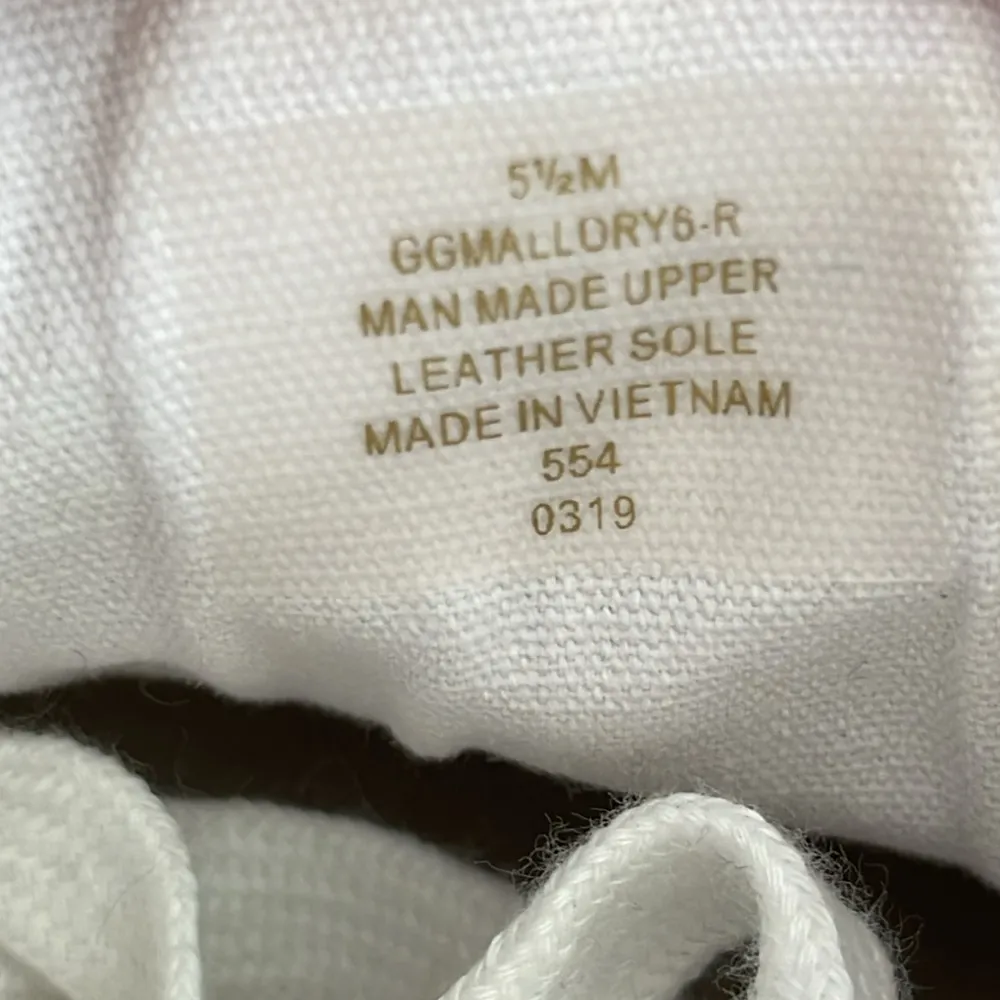 5½M
GGMALLORY6-R
MAN MADE UPPER
LEATHER SOLE
MADE IN VIETNAM
554
0319